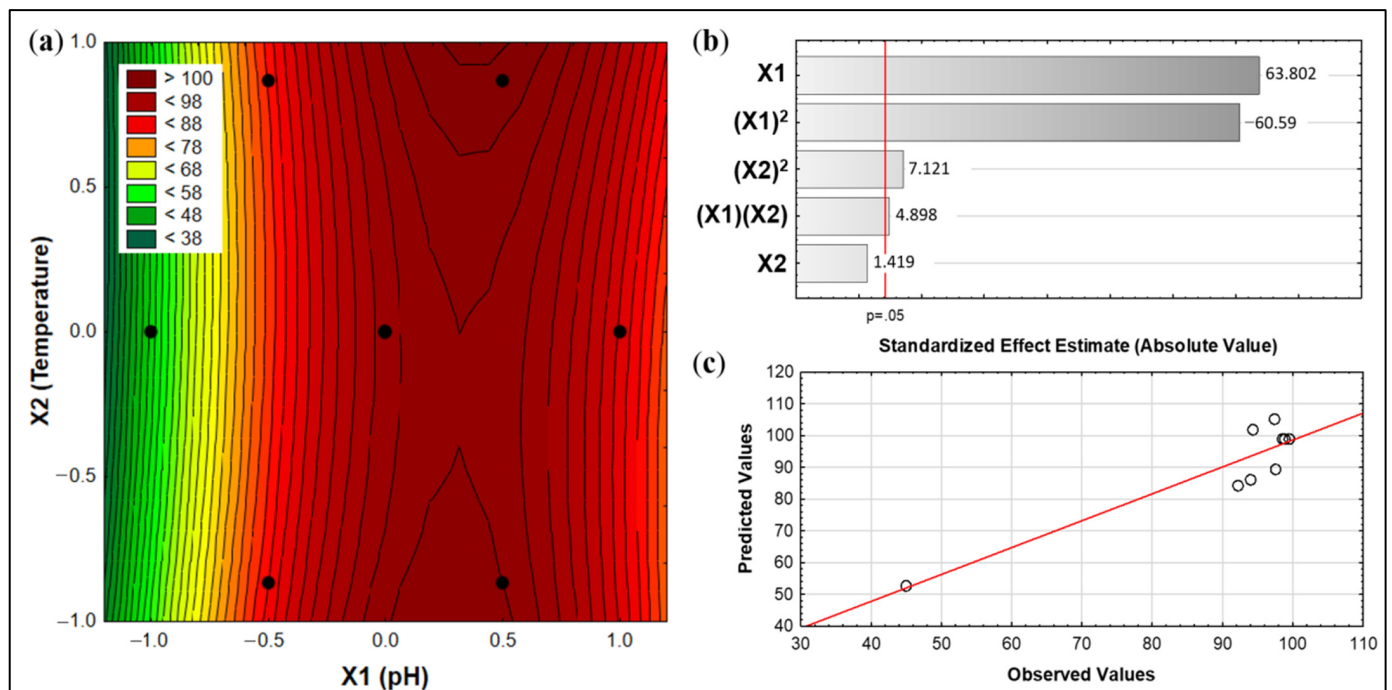 (a)
1.0
0.5
0.0
−0.5
−1.0
X2 (Temperature)
> 100
< 98
< 88
< 78
< 68
< 58
< 48
< 38
−1.0
−0.5
0.0
0.5
1.0
X1 (pH)
(b)
X1
63.802
(X1)²
−60.59
(X2)²
7.121
(X1)(X2)
4.898
X2
1.419
p=.05
Standardized Effect Estimate (Absolute Value)
(c)
120
110
100
90
80
70
60
50
40
Predicted Values
30
40
50
60
70
80
90
100
110
Observed Values